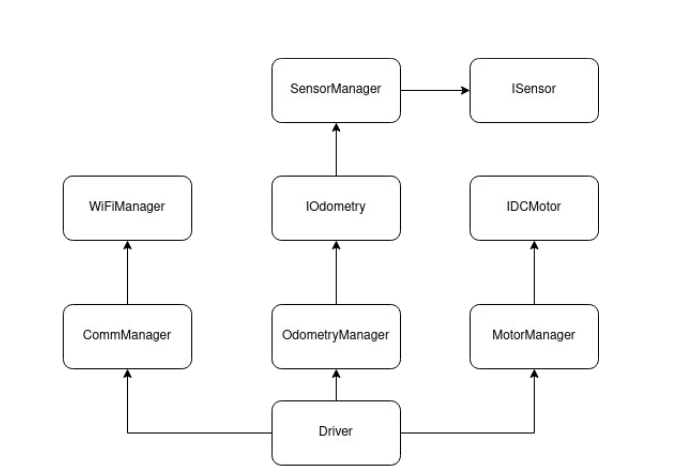 SensorManager
ISensor
WiFiManager
IOdometry
IDCMotor
CommManager
OdometryManager
MotorManager
Driver